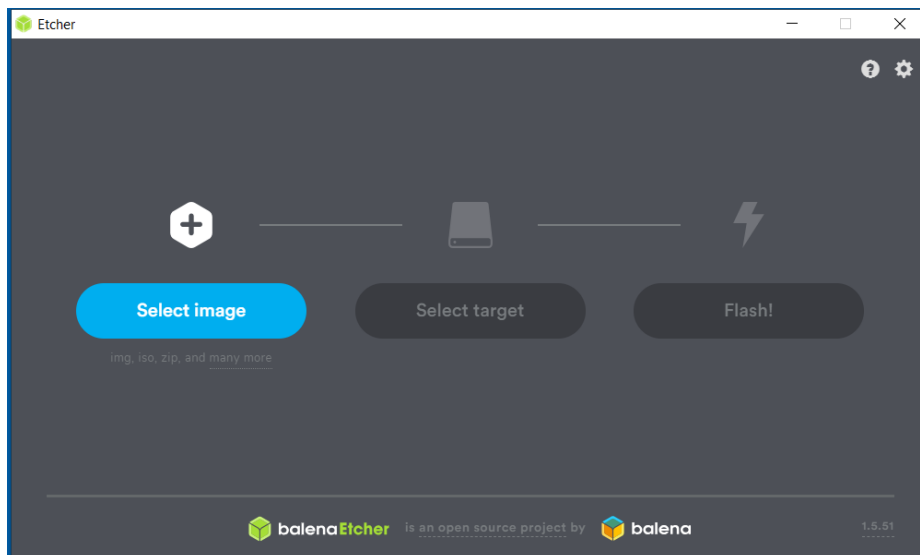 Etcher
Select image
Select target
Flash!
img, iso, zip, and many more
balenaEtcher is an open source project by balena
1.5.51